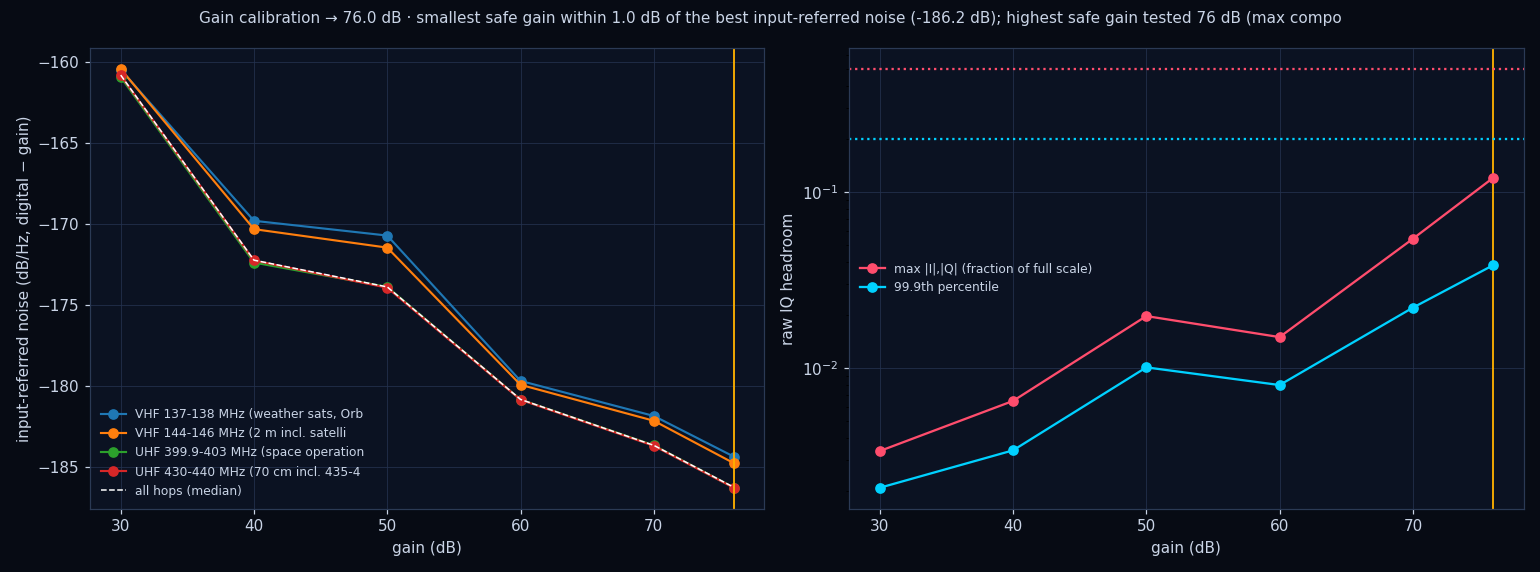 Gain calibration → 76.0 dB · smallest safe gain within 1.0 dB of the best input-referred noise (-186.2 dB); highest safe gain tested 76 dB (max compo
input-referred noise (dB/Hz, digital − gain)
−160
−165
−170
−175
−180
−185
VHF 137-138 MHz (weather sats, Orb
VHF 144-146 MHz (2 m incl. satelli
UHF 399.9-403 MHz (space operation
UHF 430-440 MHz (70 cm incl. 435-4
all hops (median)
30 40 50 60 70
gain (dB)
raw IQ headroom
10⁻¹
10⁻²
max |I|,|Q| (fraction of full scale)
99.9th percentile
30 40 50 60 70
gain (dB)